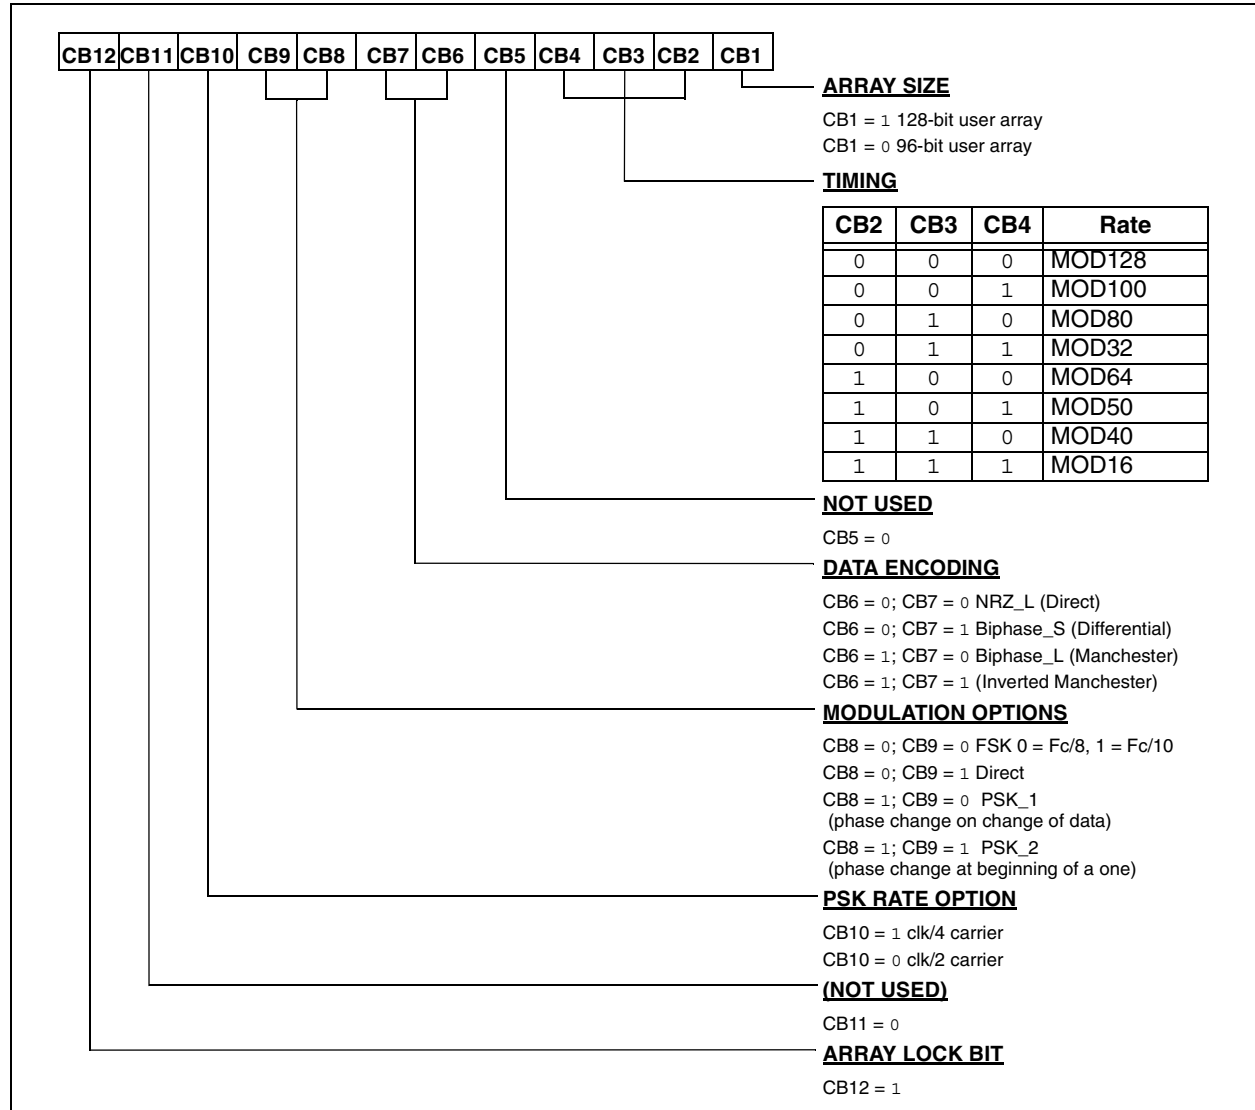 CB12 CB11 CB10 CB9 CB8 CB7 CB6 CB5 CB4 CB3 CB2 CB1
ARRAY SIZE
CB1 = 1 128-bit user array
CB1 = 0 96-bit user array
TIMING
CB2 CB3 CB4 Rate
0 0 0 MOD128
0 0 1 MOD100
0 1 0 MOD80
0 1 1 MOD32
1 0 0 MOD64
1 0 1 MOD50
1 1 0 MOD40
1 1 1 MOD16
NOT USED
CB5 = 0
DATA ENCODING
CB6 = 0; CB7 = 0 NRZ_L (Direct)
CB6 = 0; CB7 = 1 Biphase_S (Differential)
CB6 = 1; CB7 = 0 Biphase_L (Manchester)
CB6 = 1; CB7 = 1 (Inverted Manchester)
MODULATION OPTIONS
CB8 = 0; CB9 = 0 FSK 0 = Fc/8, 1 = Fc/10
CB8 = 0; CB9 = 1 Direct
CB8 = 1; CB9 = 0 PSK_1
(phase change on change of data)
CB8 = 1; CB9 = 1 PSK_2
(phase change at beginning of a one)
PSK RATE OPTION
CB10 = 1 clk/4 carrier
CB10 = 0 clk/2 carrier
(NOT USED)
CB11 = 0
ARRAY LOCK BIT
CB12 = 1